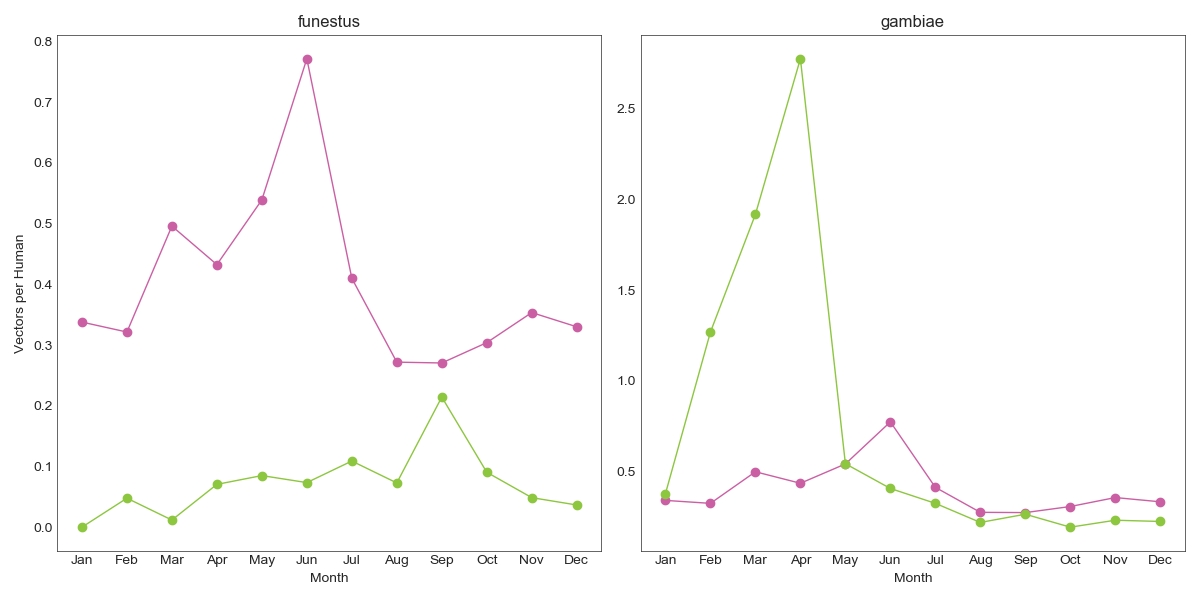 funestus
gambiae
Vectors per Human
0.8
0.7
0.6
0.5
0.4
0.3
0.2
0.1
0.0
Jan Feb Mar Apr May Jun Jul Aug Sep Oct Nov Dec
Month
2.5
2.0
1.5
1.0
0.5
Jan Feb Mar Apr May Jun Jul Aug Sep Oct Nov Dec
Month